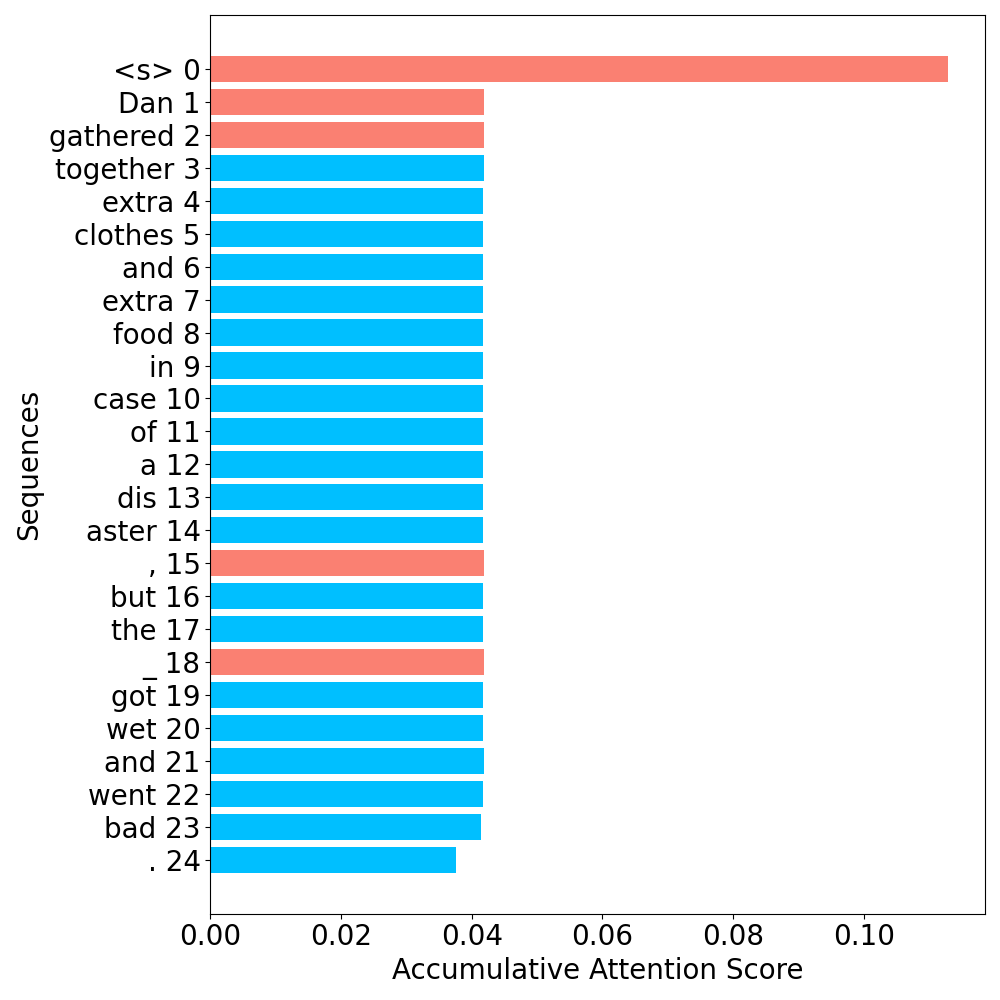 <s> 0
Dan 1
gathered 2
together 3
extra 4
clothes 5
and 6
extra 7
food 8
in 9
case 10
of 11
a 12
dis 13
aster 14
, 15
but 16
the 17
_ 18
got 19
wet 20
and 21
went 22
bad 23
. 24
Sequences
0.00 0.02 0.04 0.06 0.08 0.10
Accumulative Attention Score